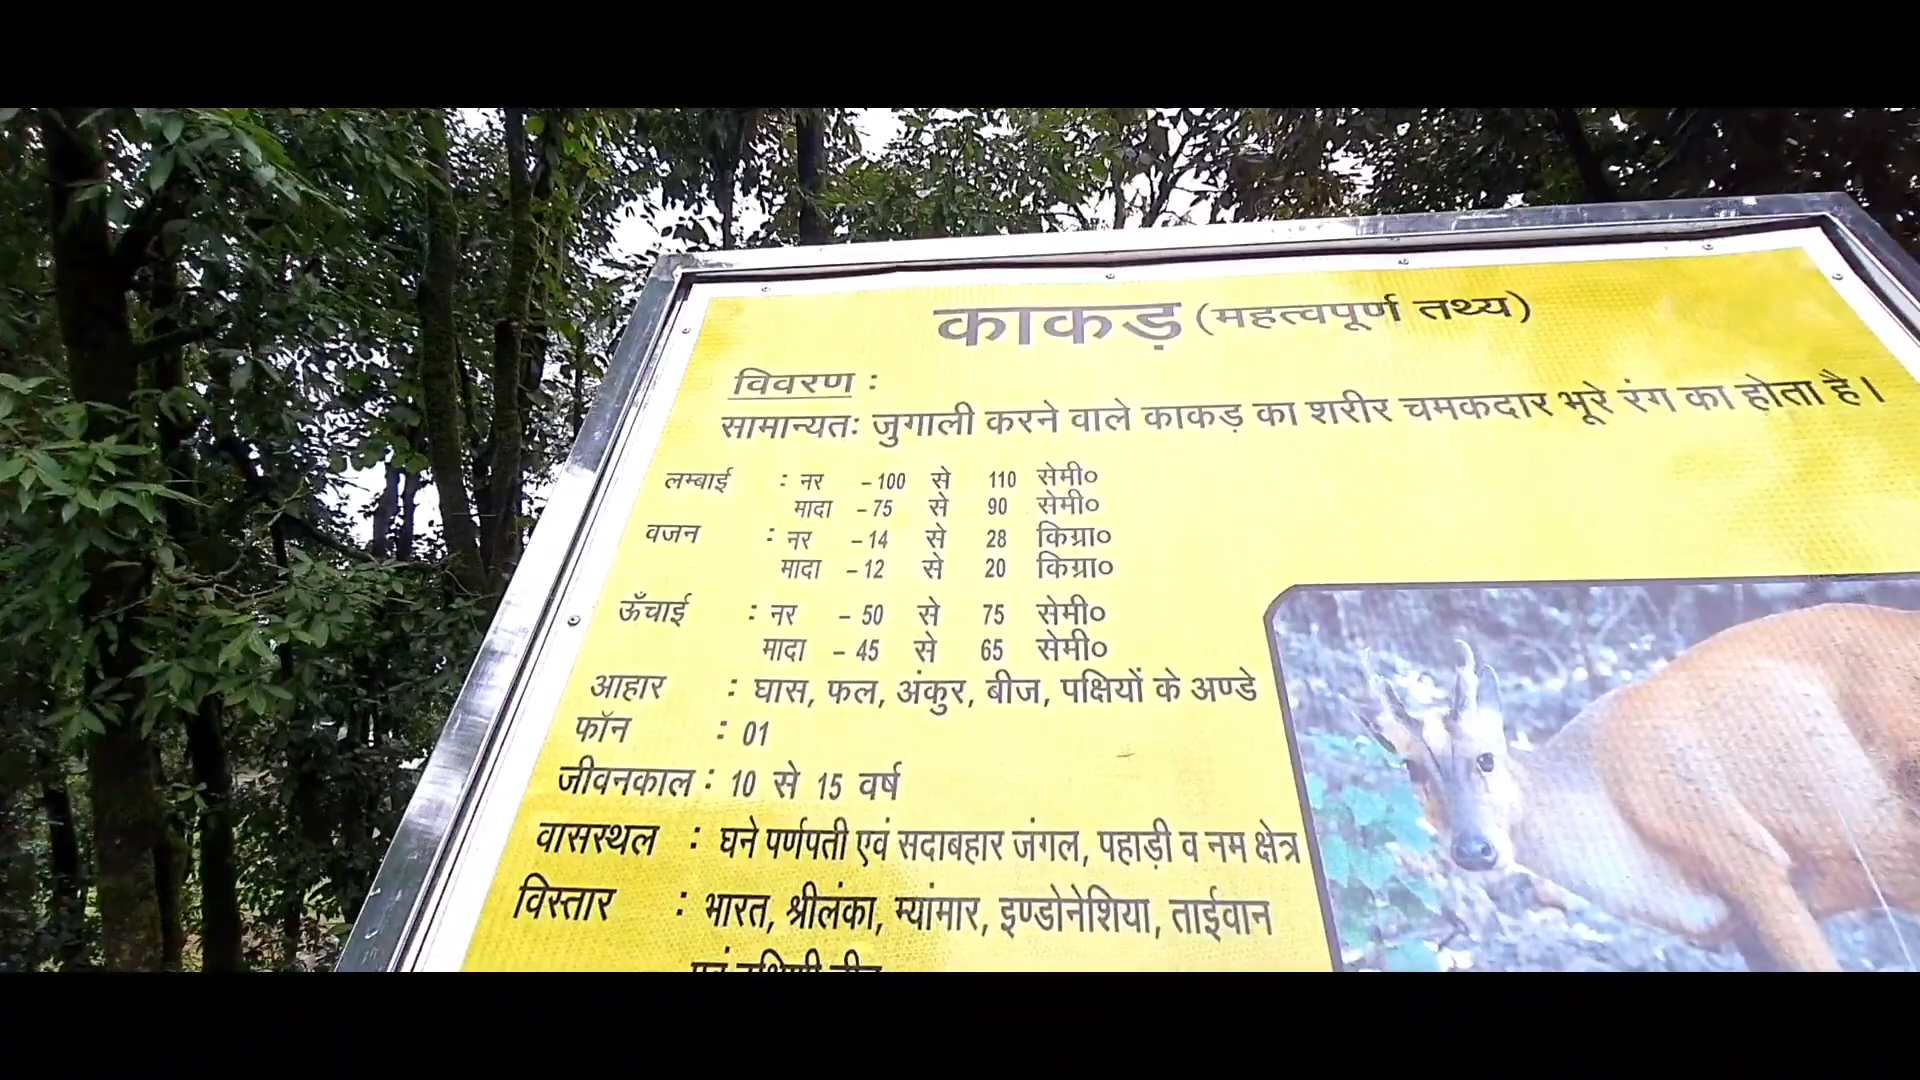 काकड़ (महत्वपूर्ण तथ्य)
विवरण :
सामान्यतः जुगाली करने वाले काकड़ का शरीर चमकदार भूरे रंग का होता है।
लम्बाई : नर - 100 से 110 सेमी०
मादा - 75 से 90 सेमी०
वजन : नर - 14 से 28 किग्रा०
मादा - 12 से 20 किग्रा०
ऊँचाई : नर - 50 से 75 सेमी०
मादा - 45 से 65 सेमी०
आहार : घास, फल, अंकुर, बीज, पक्षियों के अण्डे
फॉन : 01
जीवनकाल : 10 से 15 वर्ष
वासस्थल : घने पर्णपती एवं सदाबहार जंगल, पहाड़ी व नम क्षेत्र
विस्तार : भारत, श्रीलंका, म्यांमार, इण्डोनेशिया, ताईवान